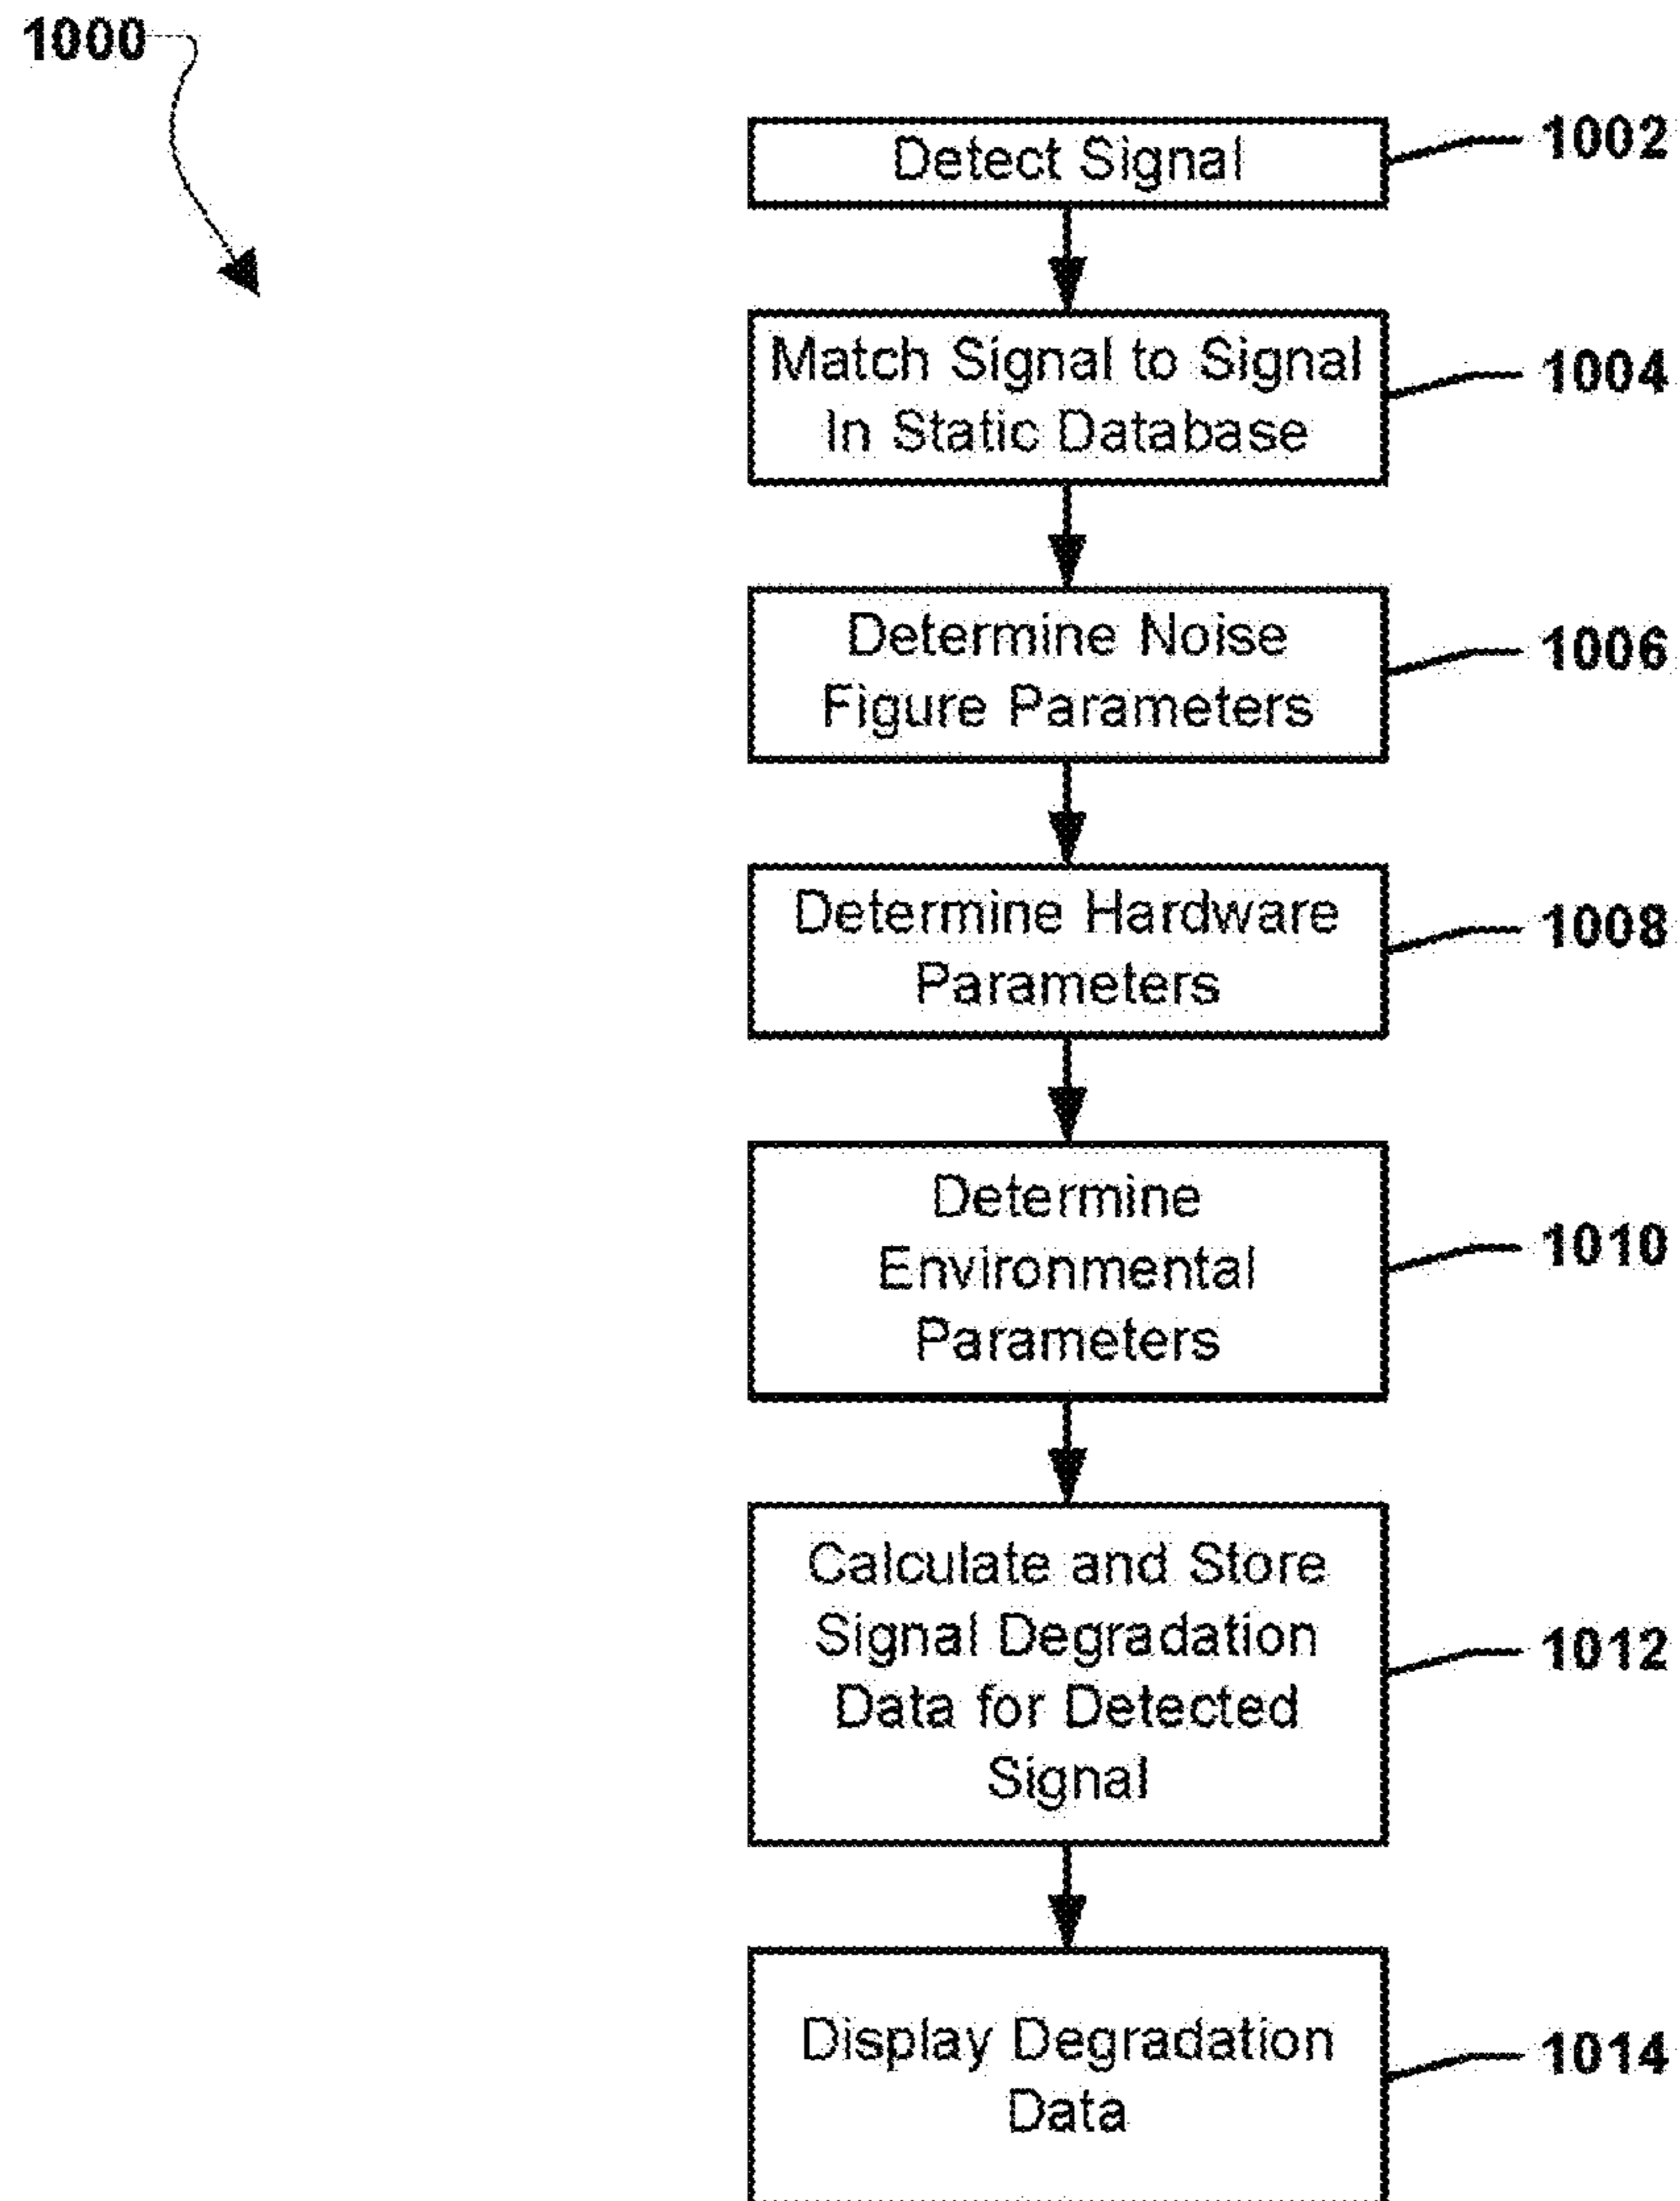 1000
Detect Signal
1002
Match Signal to Signal
In Static Database
1004
Determine Noise
Figure Parameters
1006
Determine Hardware
Parameters
1008
Determine
Environmental
Parameters
1010
Calculate and Store
Signal Degradation
Data for Detected
Signal
1012
Display Degradation
Data
1014